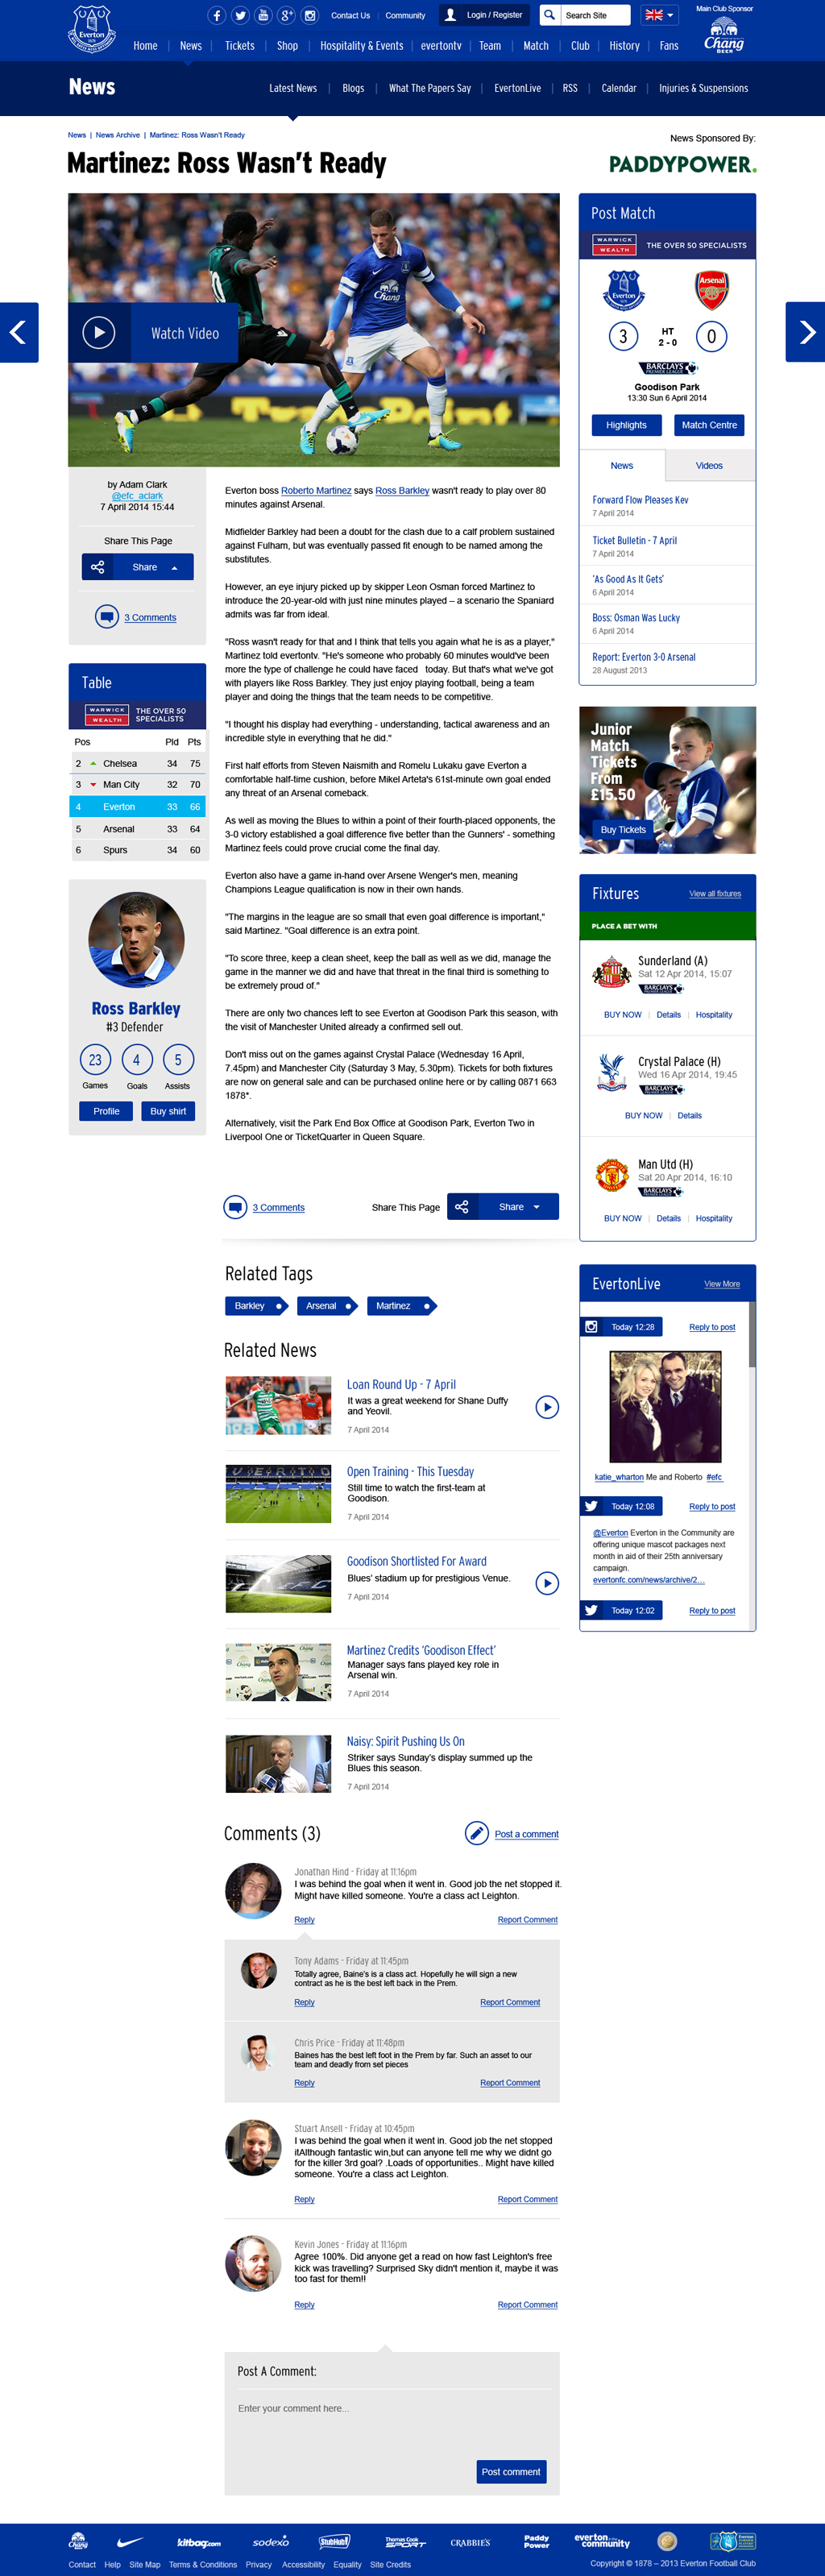 Contact Us
Community
Login / Register
Search Site
Main Club Sponsor
Chang
BEER
Everton
Home
News
Tickets
Shop
Hospitality & Events
evertontv
Team
Match
Club
History
Fans
News
Latest News
Blogs
What The Papers Say
EvertonLive
RSS
Calendar
Injuries & Suspensions
News | News Archive | Martinez: Ross Wasn't Ready
News Sponsored By:
Martinez: Ross Wasn't Ready
PADDYPOWER.
Watch Video
by Adam Clark
@efc_aclark
7 April 2014 15:44
Share This Page
Share
3 Comments
Table
WARWICK
WEALTH
THE OVER 50
SPECIALISTS
Pos Pld Pts
2 Chelsea 34 75
3 Man City 32 70
4 Everton 33 66
5 Arsenal 33 64
6 Spurs 34 60
Ross Barkley
#3 Defender
23 4 5
Games Goals Assists
Profile
Buy shirt
Everton boss Roberto Martinez says Ross Barkley wasn't ready to play over 80
minutes against Arsenal.
Midfielder Barkley had been a doubt for the clash due to a calf problem sustained
against Fulham, but was eventually passed fit enough to be named among the
substitutes.
However, an eye injury picked up by skipper Leon Osman forced Martinez to
introduce the 20-year-old with just nine minutes played – a scenario the Spaniard
admits was far from ideal.
"Ross wasn't ready for that and I think that tells you again what he is as a player,"
Martinez told evertontv. "He's someone who probably 60 minutes would've been
more the type of challenge he could have faced today. But that's what we've got
with players like Ross Barkley. They just enjoy playing football, being a team
player and doing the things that the team needs to be competitive.
"I thought his display had everything - understanding, tactical awareness and an
incredible style in everything that he did."
First half efforts from Steven Naismith and Romelu Lukaku gave Everton a
comfortable half-time cushion, before Mikel Arteta's 61st-minute own goal ended
any threat of an Arsenal comeback.
As well as moving the Blues to within a point of their fourth-placed opponents, the
3-0 victory established a goal difference five better than the Gunners' - something
Martinez feels could prove crucial come the final day.
Everton also have a game in-hand over Arsene Wenger's men, meaning
Champions League qualification is now in their own hands.
"The margins in the league are so small that even goal difference is important,"
said Martinez. "Goal difference is an extra point.
"To score three, keep a clean sheet, keep the ball as well as we did, manage the
game in the manner we did and have that threat in the final third is something to
be extremely proud of."
There are only two chances left to see Everton at Goodison Park this season, with
the visit of Manchester United already a confirmed sell out.
Don't miss out on the games against Crystal Palace (Wednesday 16 April,
7.45pm) and Manchester City (Saturday 3 May, 5.30pm). Tickets for both fixtures
are now on general sale and can be purchased online here or by calling 0871 663
1878*.
Alternatively, visit the Park End Box Office at Goodison Park, Everton Two in
Liverpool One or TicketQuarter in Queen Square.
3 Comments
Share This Page
Share
Related Tags
Barkley
Arsenal
Martinez
Related News
Loan Round Up - 7 April
It was a great weekend for Shane Duffy
and Yeovil.
7 April 2014
Open Training - This Tuesday
Still time to watch the first-team at
Goodison.
7 April 2014
Goodison Shortlisted For Award
Blues' stadium up for prestigious Venue.
7 April 2014
Martinez Credits 'Goodison Effect'
Manager says fans played key role in
Arsenal win.
7 April 2014
Naisy: Spirit Pushing Us On
Striker says Sunday's display summed up the
Blues this season.
7 April 2014
Comments (3)
Post a comment
Jonathan Hind - Friday at 11:16pm
I was behind the goal when it went in. Good job the net stopped it.
Might have killed someone. You're a class act Leighton.
Reply
Report Comment
Tony Adams - Friday at 11:45pm
Totally agree, Baine's is a class act. Hopefully he will sign a new
contract as he is the best left back in the Prem.
Reply
Report Comment
Chris Price - Friday at 11:48pm
Baines has the best left foot in the Prem by far. Such an asset to our
team and deadly from set pieces
Reply
Report Comment
Stuart Ansell - Friday at 10:45pm
I was behind the goal when it went in. Good job the net stopped
itAlthough fantastic win,but can anyone tell me why we didnt go
for the killer 3rd goal? .Loads of opportunities.. Might have killed
someone. You're a class act Leighton.
Reply
Report Comment
Kevin Jones - Friday at 11:16pm
Agree 100%. Did anyone get a read on how fast Leighton's free
kick was travelling? Surprised Sky didn't mention it, maybe it was
too fast for them!!
Reply
Report Comment
Post A Comment:
Enter your comment here...
Post comment
Post Match
WARWICK
WEALTH
THE OVER 50 SPECIALISTS
Everton
Arsenal
3
HT
2 - 0
0
BARCLAYS
PREMIER LEAGUE
Goodison Park
13:30 Sun 6 April 2014
Highlights
Match Centre
News
Videos
Forward Flow Pleases Kev
7 April 2014
Ticket Bulletin - 7 April
7 April 2014
'As Good As It Gets'
6 April 2014
Boss: Osman Was Lucky
6 April 2014
Report: Everton 3-0 Arsenal
28 August 2013
Junior
Match
Tickets
From
£15.50
Buy Tickets
Fixtures
View all fixtures
PLACE A BET WITH
Sunderland (A)
Sat 12 Apr 2014, 15:07
BARCLAYS
BUY NOW | Details | Hospitality
Crystal Palace (H)
Wed 16 Apr 2014, 19:45
BARCLAYS
BUY NOW | Details
Man Utd (H)
Sat 20 Apr 2014, 16:10
BARCLAYS
BUY NOW | Details | Hospitality
EvertonLive
View More
Today 12:28
Reply to post
katie_wharton Me and Roberto #efc
Today 12:08
Reply to post
@Everton Everton in the Community are
offering unique mascot packages next
month in aid of their 25th anniversary
campaign.
evertonfc.com/news/archive/2...
Today 12:02
Reply to post
Chang
kitbag.com
sodexo
StubHub!
Thomas Cook
SPORT
CRABBIE'S
Paddy
Power
everton
community
Contact Help Site Map Terms & Conditions Privacy Accessibility Equality Site Credits
Copyright © 1878 – 2013 Everton Football Club